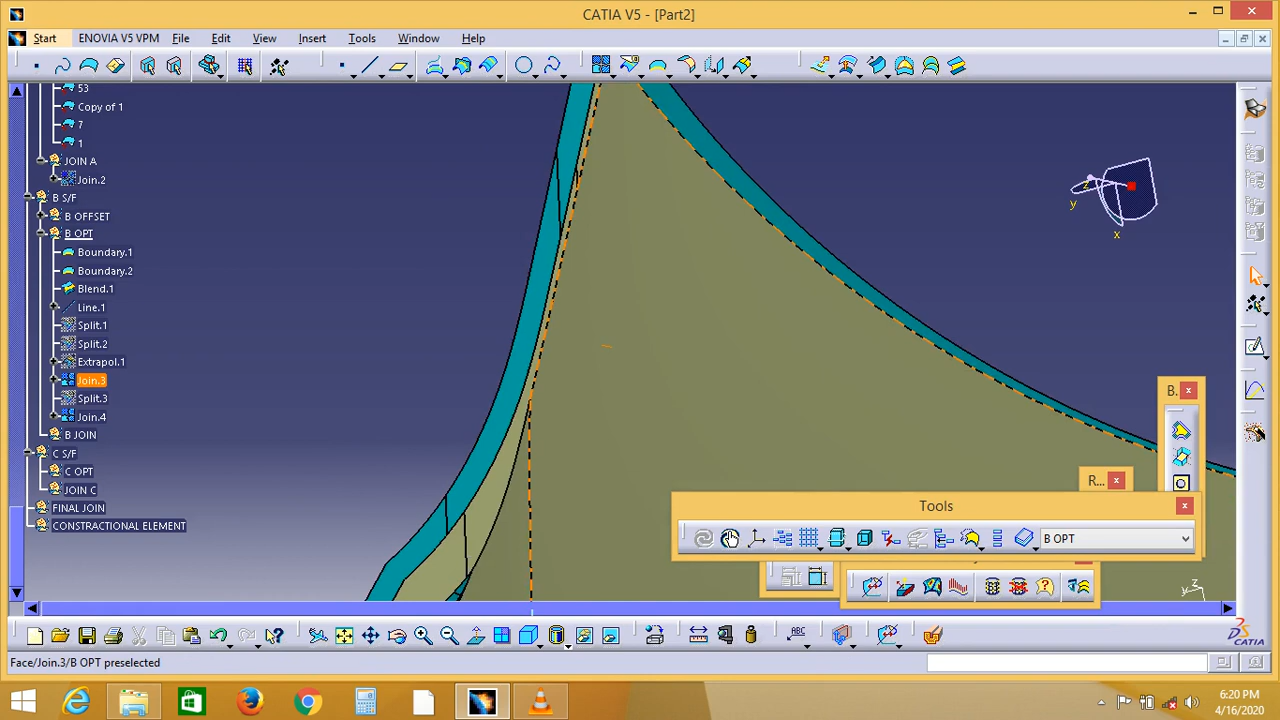 CATIA V5 - [Part2]
Start ENOVIA V5 VPM File Edit View Insert Tools Window Help
53
Copy of 1
7
1
JOIN A
Join.2
B S/F
B OFFSET
B OPT
Boundary.1
Boundary.2
Blend.1
Line.1
Split.1
Split.2
Extrapol.1
Join.3
Split.3
Join.4
B JOIN
C S/F
C OPT
JOIN C
FINAL JOIN
CONSTRACTIONAL ELEMENT
z
y
x
B.
R...
Tools
B OPT
z
y
ABC
DS CATIA
Face/Join.3/B OPT preselected
6:20 PM
4/16/2020